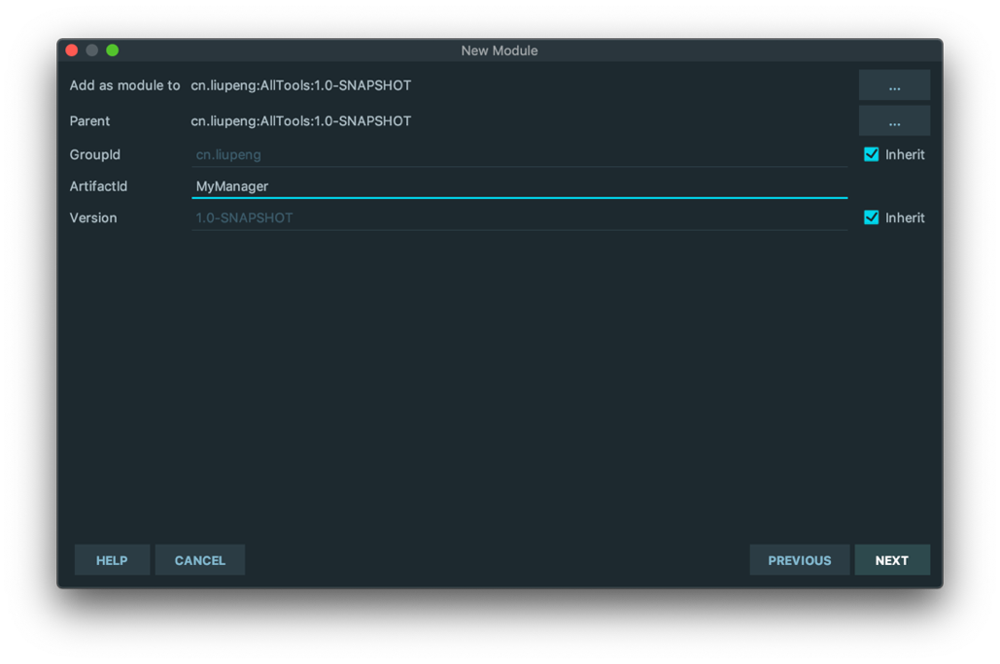 New Module
Add as module to cn.liupeng:AllTools:1.0-SNAPSHOT ...
Parent cn.liupeng:AllTools:1.0-SNAPSHOT ...
GroupId cn.liupeng Inherit
ArtifactId MyManager
Version 1.0-SNAPSHOT Inherit
HELP CANCEL PREVIOUS NEXT